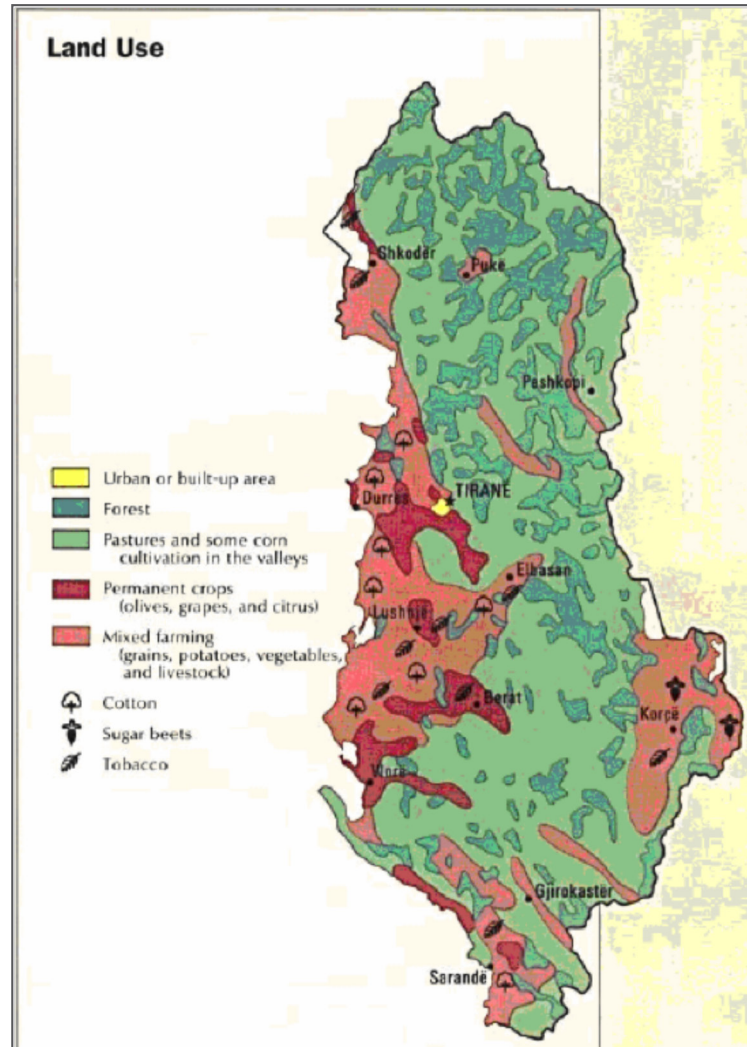 Land Use
Shkodër
Pukë
Peshkopi
Urban or built-up area
TIRANE
Durrës
Forest
Pastures and some corn
cultivation in the valleys
Elbasan
Permanent crops
(olives, grapes, and citrus)
Lushnjë
Mixed farming
(grains, potatoes, vegetables,
and livestock)
Cotton
Berat
Korçë
Sugar beets
Tobacco
Vlorë
Gjirokastër
Sarandë